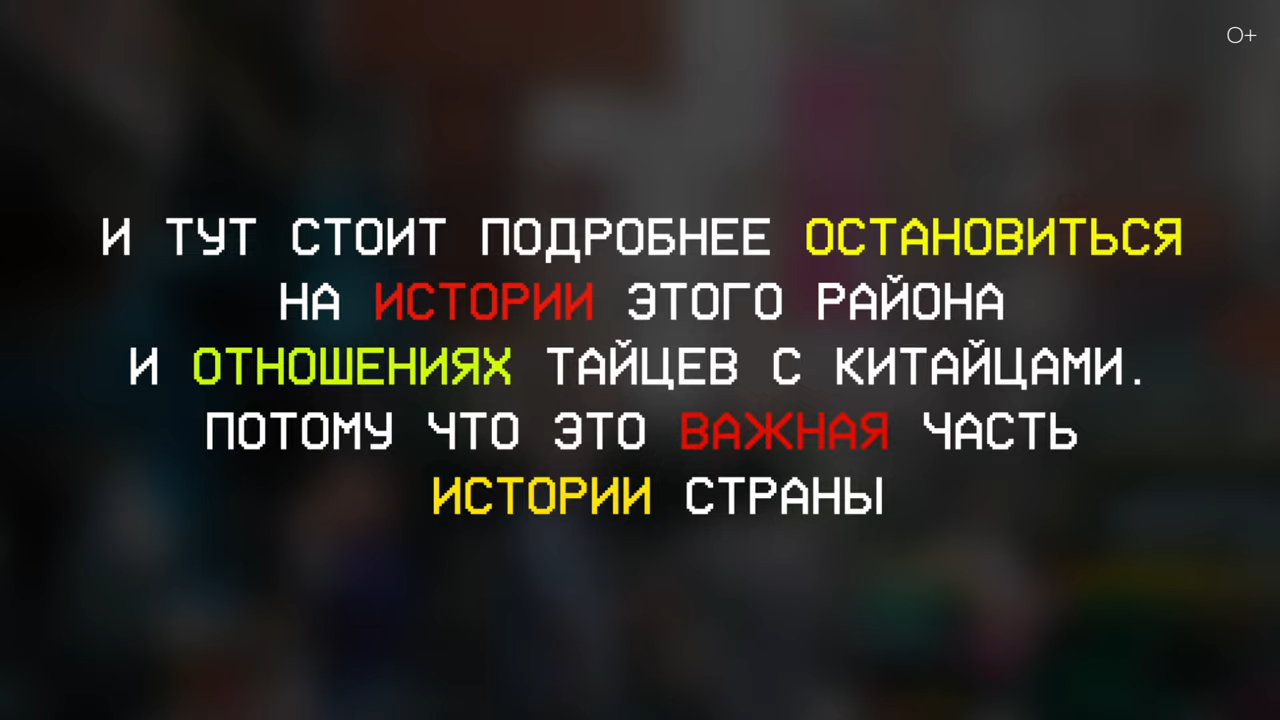 0+
И ТУТ СТОИТ ПОДРОБНЕЕ ОСТАНОВИТЬСЯ
НА ИСТОРИИ ЭТОГО РАЙОНА
И ОТНОШЕНИЯХ ТАЙЦЕВ С КИТАЙЦАМИ.
ПОТОМУ ЧТО ЭТО ВАЖНАЯ ЧАСТЬ
ИСТОРИИ СТРАНЫ